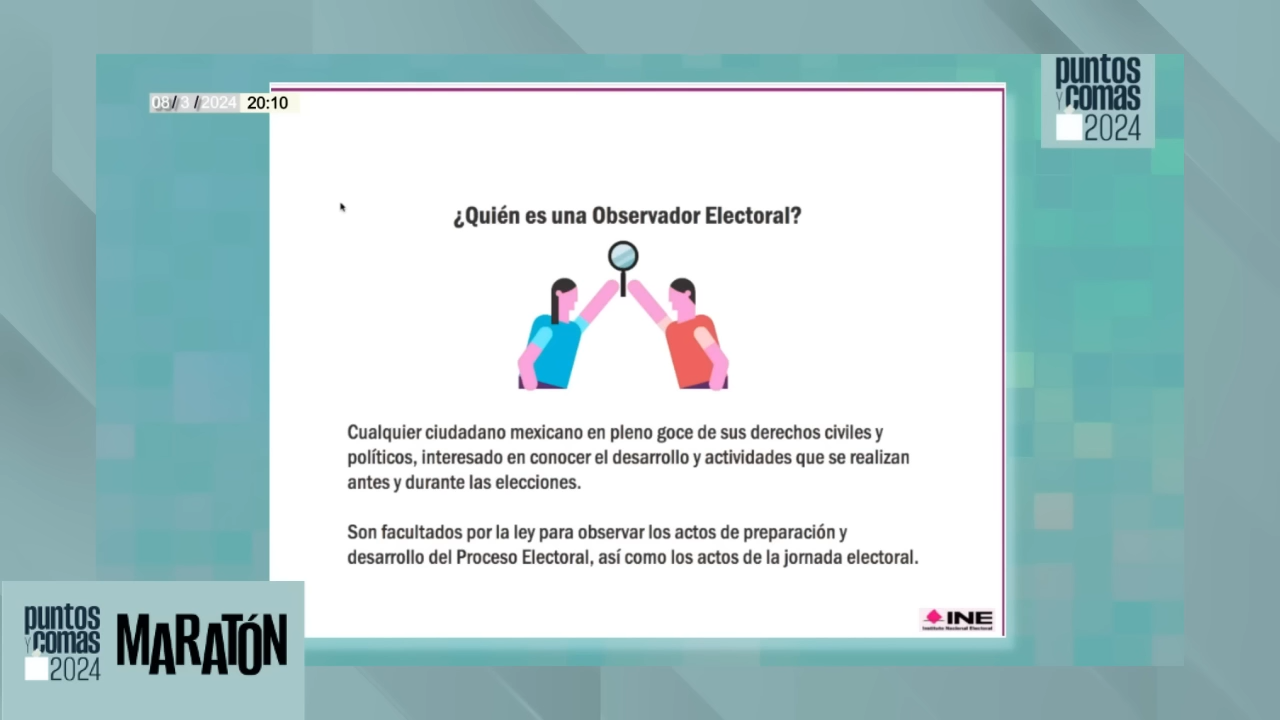 puntos
y comas
2024
08/ 3 / 2024 20:10
¿Quién es una Observador Electoral?
Cualquier ciudadano mexicano en pleno goce de sus derechos civiles y
políticos, interesado en conocer el desarrollo y actividades que se realizan
antes y durante las elecciones.
Son facultados por la ley para observar los actos de preparación y
desarrollo del Proceso Electoral, así como los actos de la jornada electoral.
INE
Instituto Nacional Electoral
puntos
y comas
2024
MARATÓN